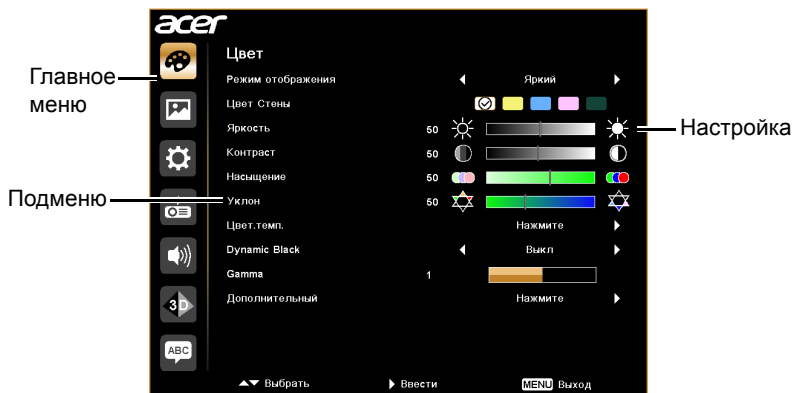 acer
Цвет
Главное меню
Режим отображения Яркий
Цвет Стены
Яркость 50
Настройка
Контраст 50
Насыщение 50
Подменю
Уклон 50
Цвет.темп. Нажмите
Dynamic Black Выкл
Gamma 1
Дополнительный Нажмите
3D
ABC
Выбрать Ввести MENU Выход